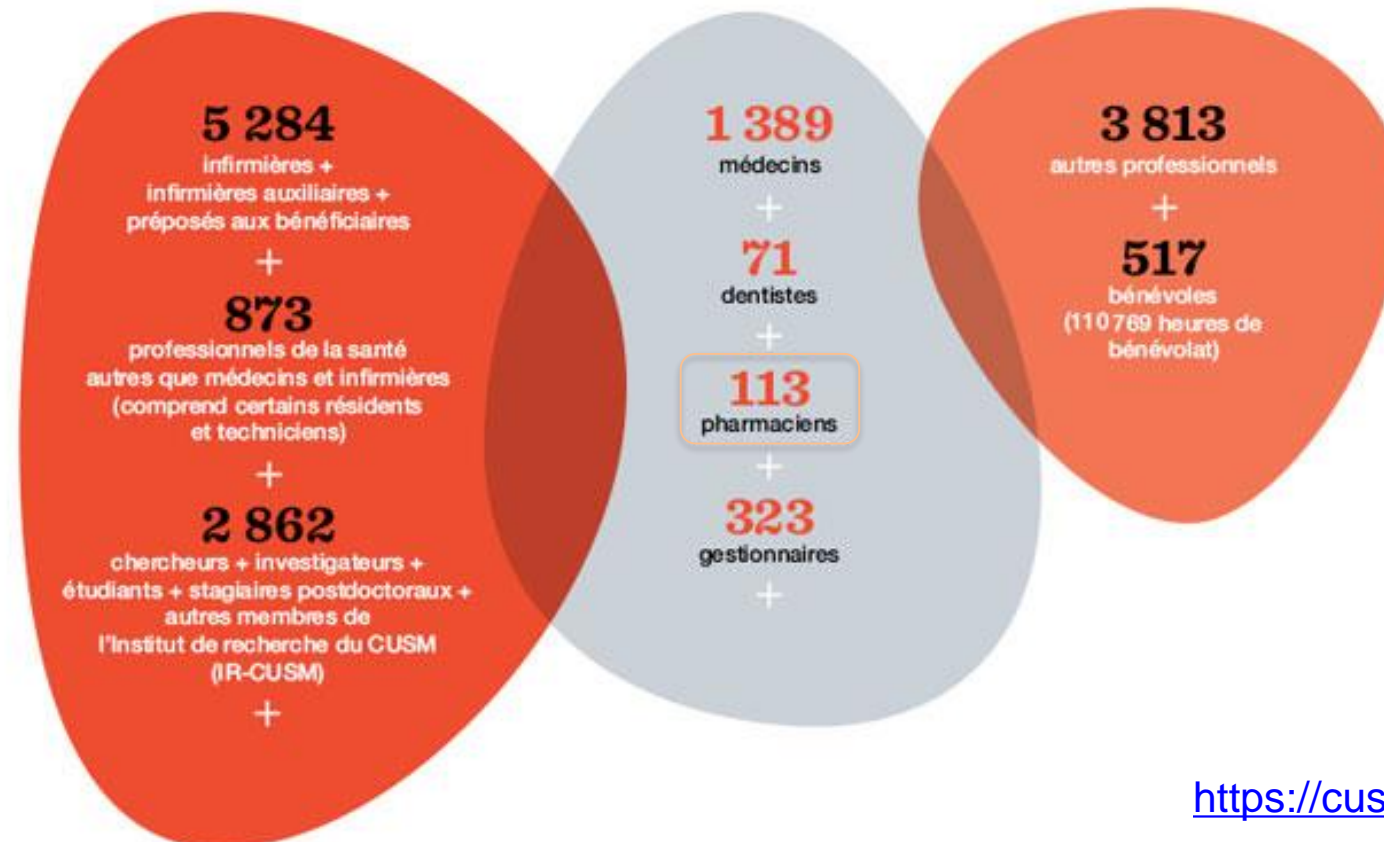 5 284
infirmières +
infirmières auxiliaires +
préposés aux bénéficiaires
+
873
professionnels de la santé
autres que médecins et infirmières
(comprend certains résidents
et techniciens)
+
2 862
chercheurs + investigateurs +
étudiants + stagiaires postdoctoraux +
autres membres de
l'Institut de recherche du CUSM
(IR-CUSM)
+
1 389
médecins
+
71
dentistes
+
113
pharmaciens
+
323
gestionnaires
+
3 813
autres professionnels
+
517
bénévoles
(110 769 heures de
bénévolat)
https://cus